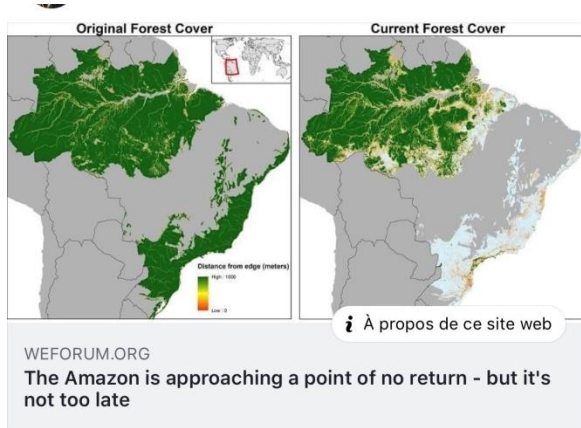 Original Forest Cover
Current Forest Cover
Distance from edge (meters)
High : 1000
Low : 0
i À propos de ce site web
WEFORUM.ORG
The Amazon is approaching a point of no return - but it's
not too late